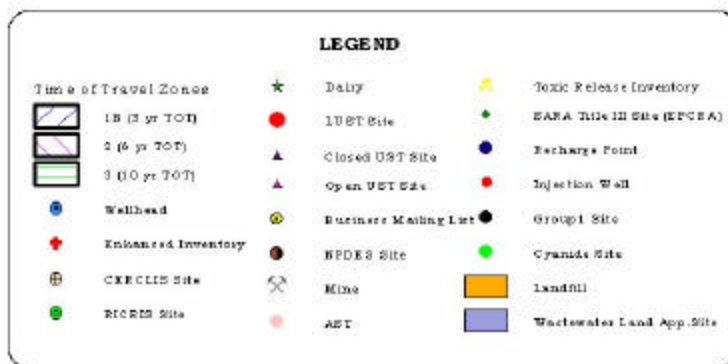 LEGEND
Time of Travel Zones
1B (3 yr TOT)
2 (6 yr TOT)
3 (10 yr TOT)
Wellhead
Enhanced Inventory
CERCLIS Site
RICRIS Site
Dairy
LUST Site
Closed UST Site
Open UST Site
Business Mailing List
NPDES Site
Mine
AST
Toxic Release Inventory
SARA Title III Site (EPCRA)
Recharge Point
Injection Well
Group1 Site
Cyanide Site
Landfill
Wastewater Land App.Site